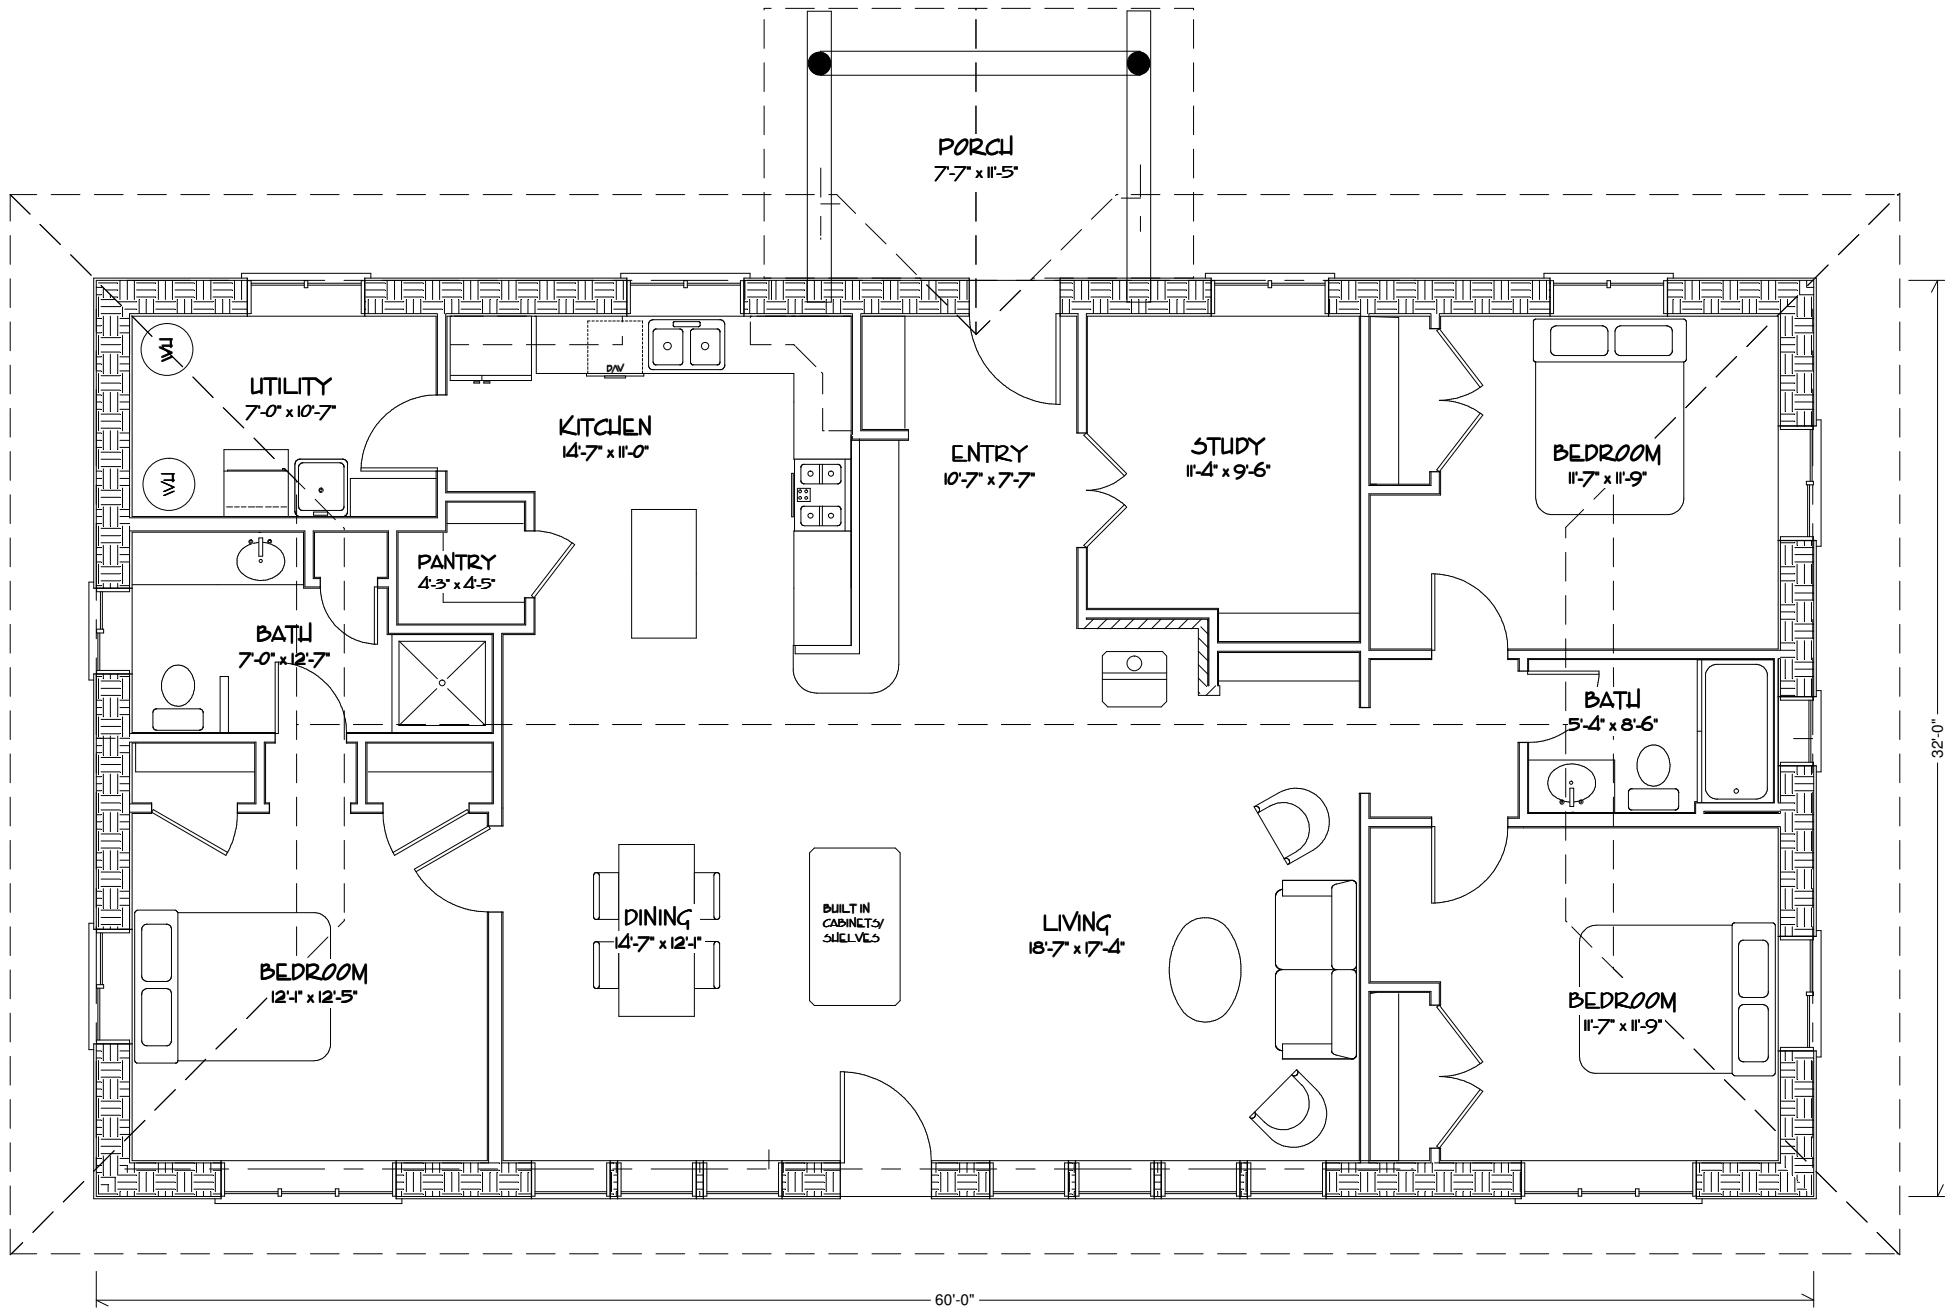 PORCH
7'-7" x 11'-5"
UTILITY
7'-0" x 10'-7"
WH
WH
D/W
KITCHEN
14'-7" x 11'-0"
ENTRY
10'-7" x 7'-7"
STUDY
11'-4" x 9'-6"
BEDROOM
11'-7" x 11'-9"
PANTRY
4'-3" x 4'-5"
BATH
7'-0" x 12'-7"
BATH
5'-4" x 8'-6"
32'-0"
DINING
14'-7" x 12'-1"
BUILT IN
CABINETS/
SHELVES
LIVING
18'-7" x 17'-4"
BEDROOM
12'-1" x 12'-5"
BEDROOM
11'-7" x 11'-9"
60'-0"